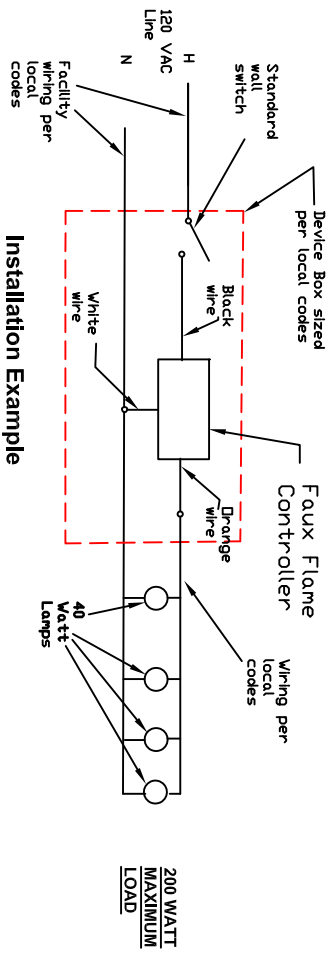 Device Box sized
per local codes
Standard
wall
switch
H
120 VAC
Line
N
Facility
wiring per
local
codes
Black
wire
White
wire
Orange
wire
Faux Flame
Controller
Wiring per
local
codes
40
Watt
Lamps
200 WATT
MAXIMUM
LOAD
Installation Example